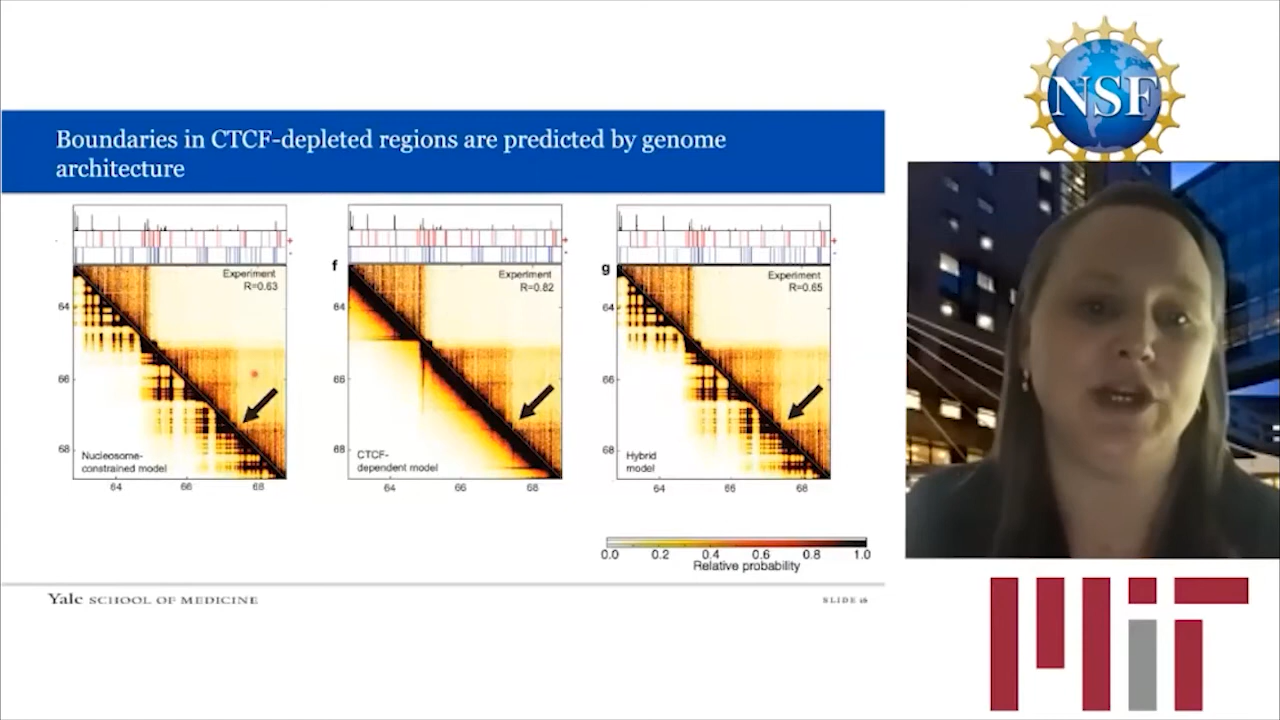 Boundaries in CTCF-depleted regions are predicted by genome
architecture
+
-
Experiment
R=0.63
64
66
68
Nucleosome-
constrained model
64
66
68
f
+
-
Experiment
R=0.82
64
66
68
CTCF-
dependent model
64
66
68
g
+
-
Experiment
R=0.65
64
66
68
Hybrid
model
64
66
68
0.0 0.2 0.4 0.6 0.8 1.0
Relative probability
Yale SCHOOL OF MEDICINE
SLIDE
NSF
MIT